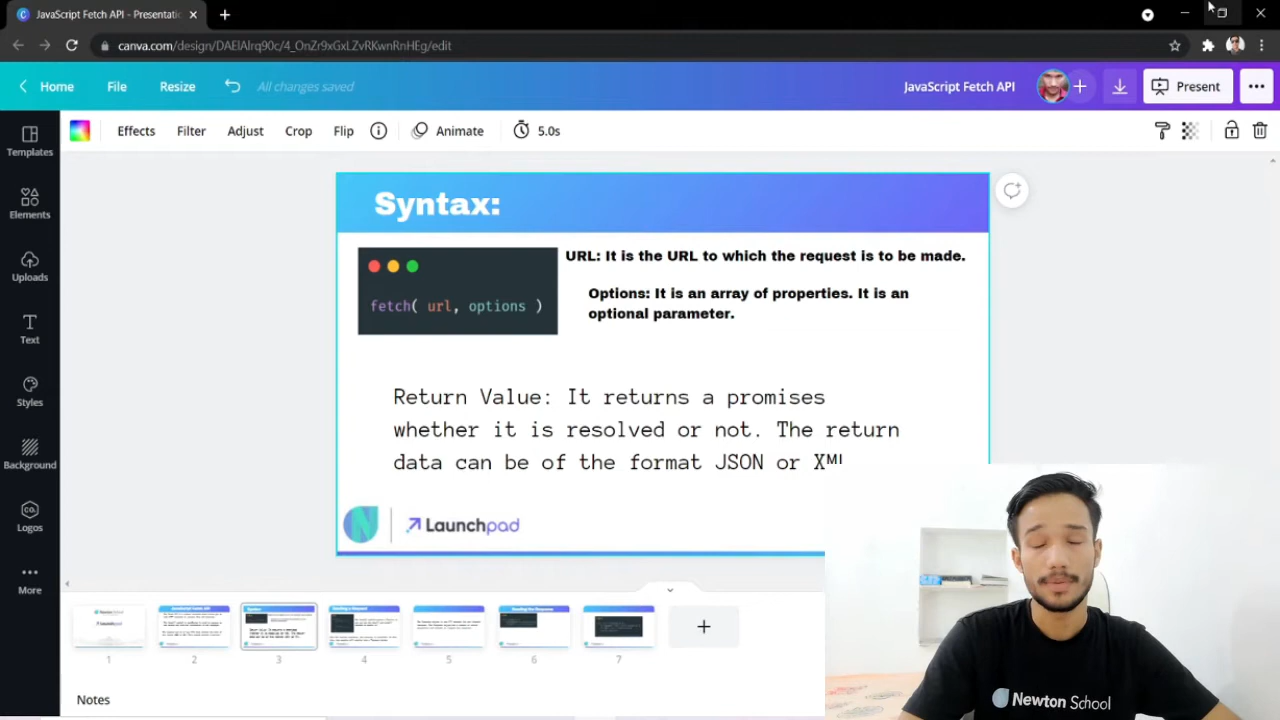 JavaScript Fetch API - Presentati
canva.com/design/DAElAlrq90c/4_OnZr9xGxLZvRKwnRnHEg/edit
Home File Resize All changes saved JavaScript Fetch API Present
Effects Filter Adjust Crop Flip Animate 5.0s
Templates
Elements
Uploads
Text
Styles
Background
CO.
Logos
More
Syntax:
fetch( url, options )
URL: It is the URL to which the request is to be made.
Options: It is an array of properties. It is an
optional parameter.
Return Value: It returns a promises
whether it is resolved or not. The return
data can be of the format JSON or XML
Launchpad
1 2 3 4 5 6 7
Notes
Newton School